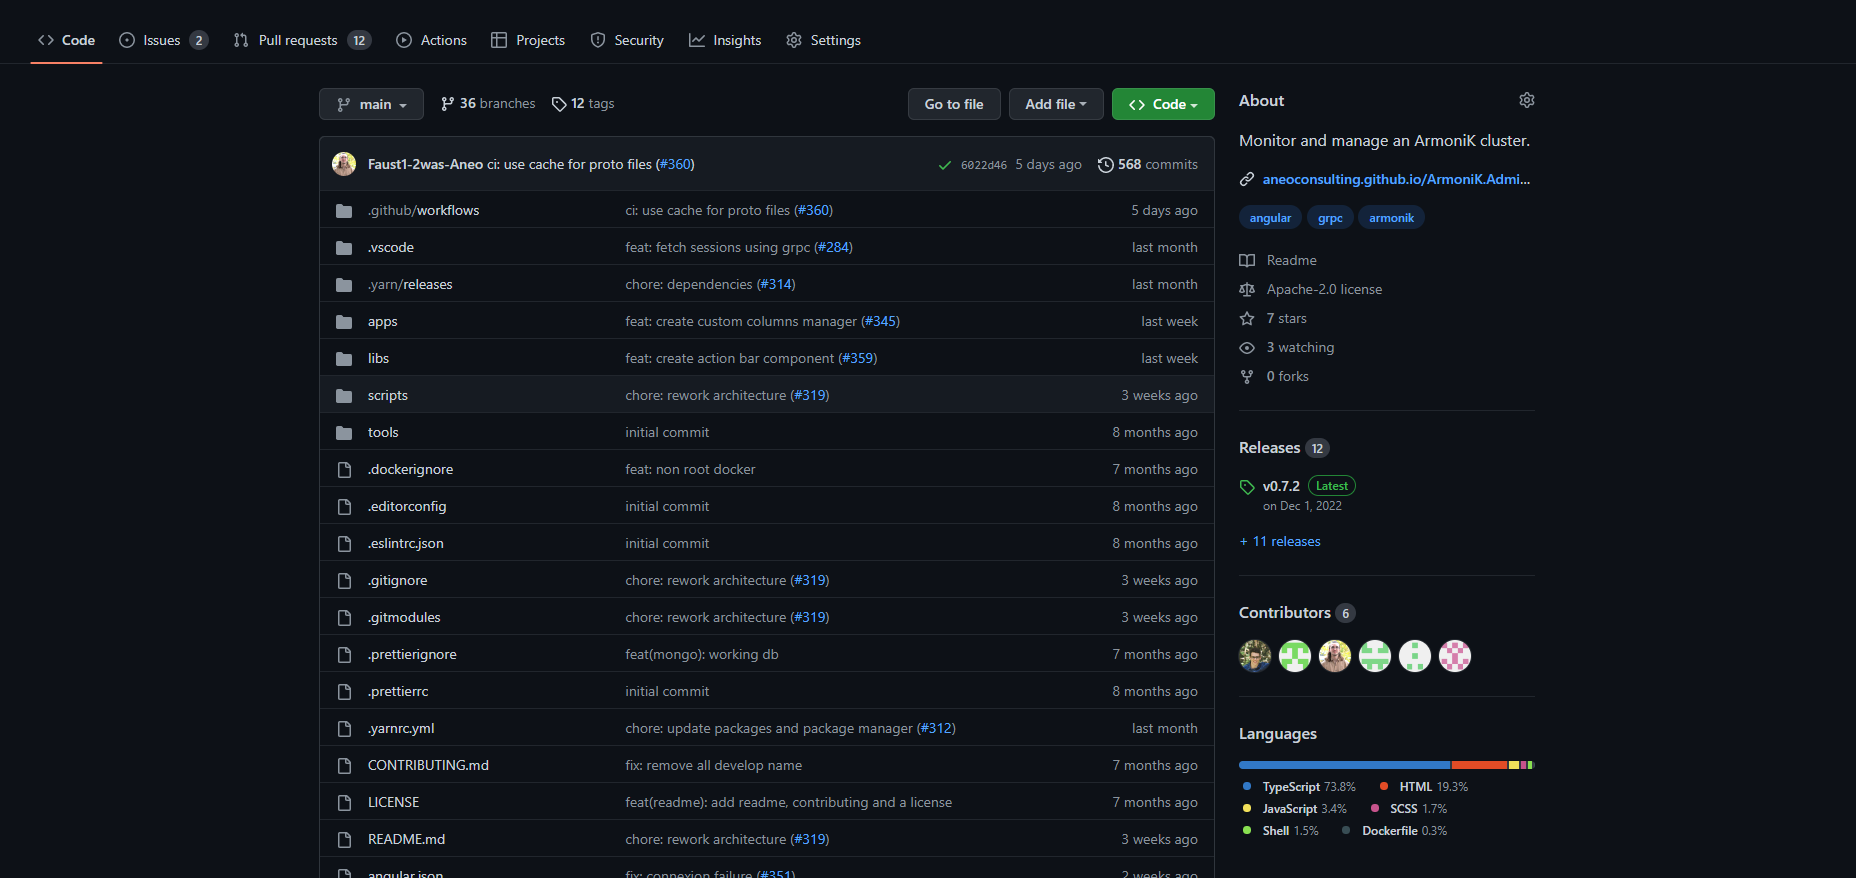 Code Issues 2 Pull requests 12 Actions Projects Security Insights Settings
main 36 branches 12 tags Go to file Add file Code
Faust1-2was-Aneo ci: use cache for proto files (#360) 6022d46 5 days ago 568 commits
.github/workflows ci: use cache for proto files (#360) 5 days ago
.vscode feat: fetch sessions using grpc (#284) last month
.yarn/releases chore: dependencies (#314) last month
apps feat: create custom columns manager (#345) last week
libs feat: create action bar component (#359) last week
scripts chore: rework architecture (#319) 3 weeks ago
tools initial commit 8 months ago
.dockerignore feat: non root docker 7 months ago
.editorconfig initial commit 8 months ago
.eslintrc.json initial commit 8 months ago
.gitignore chore: rework architecture (#319) 3 weeks ago
.gitmodules chore: rework architecture (#319) 3 weeks ago
.prettierignore feat(mongo): working db 7 months ago
.prettierrc initial commit 8 months ago
.yarnrc.yml chore: update packages and package manager (#312) last month
CONTRIBUTING.md fix: remove all develop name 7 months ago
LICENSE feat(readme): add readme, contributing and a license 7 months ago
README.md chore: rework architecture (#319) 3 weeks ago
angular.json fix: connexion failure (#351) 2 weeks ago
About
Monitor and manage an ArmoniK cluster.
aneoconsulting.github.io/ArmoniK.Admi...
angular grpc armonik
Readme
Apache-2.0 license
7 stars
3 watching
0 forks
Releases 12
v0.7.2 Latest
on Dec 1, 2022
+ 11 releases
Contributors 6
Languages
TypeScript 73.8% HTML 19.3%
JavaScript 3.4% SCSS 1.7%
Shell 1.5% Dockerfile 0.3%